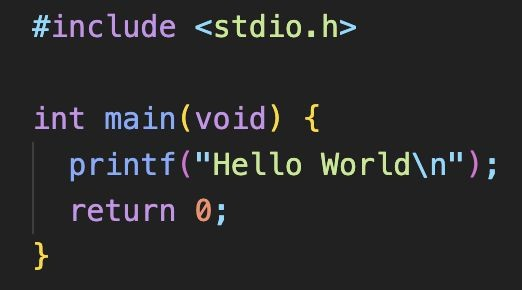 #include <stdio.h>

int main(void) {
  printf("Hello World\n");
  return 0;
}